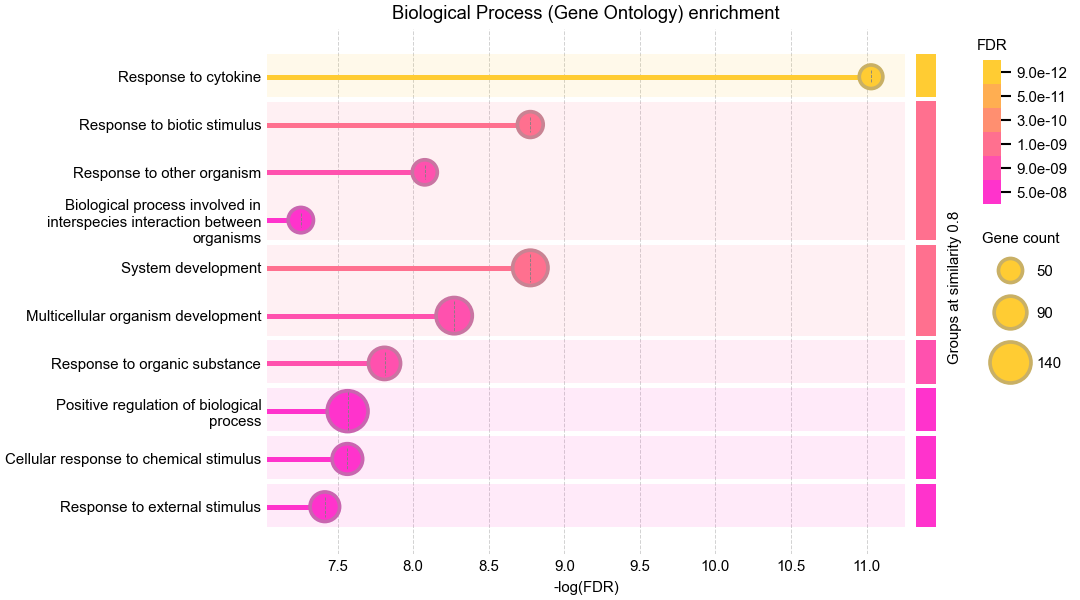 Biological Process (Gene Ontology) enrichment
Response to cytokine
Response to biotic stimulus
Response to other organism
Biological process involved in
interspecies interaction between
organisms
System development
Multicellular organism development
Response to organic substance
Positive regulation of biological
process
Cellular response to chemical stimulus
Response to external stimulus
7.5 8.0 8.5 9.0 9.5 10.0 10.5 11.0
-log(FDR)
Groups at similarity 0.8
FDR
9.0e-12
5.0e-11
3.0e-10
1.0e-09
9.0e-09
5.0e-08
Gene count
50
90
140